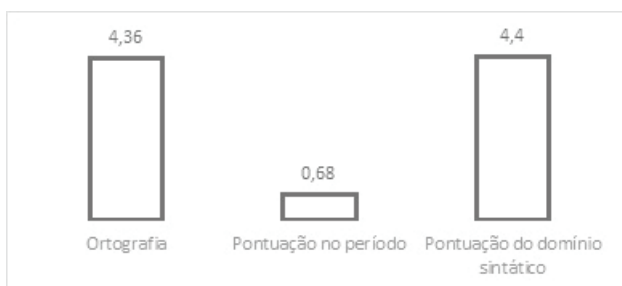 4,36
0,68
4,4
Ortografia
Pontuação no período
Pontuação do domínio
sintático